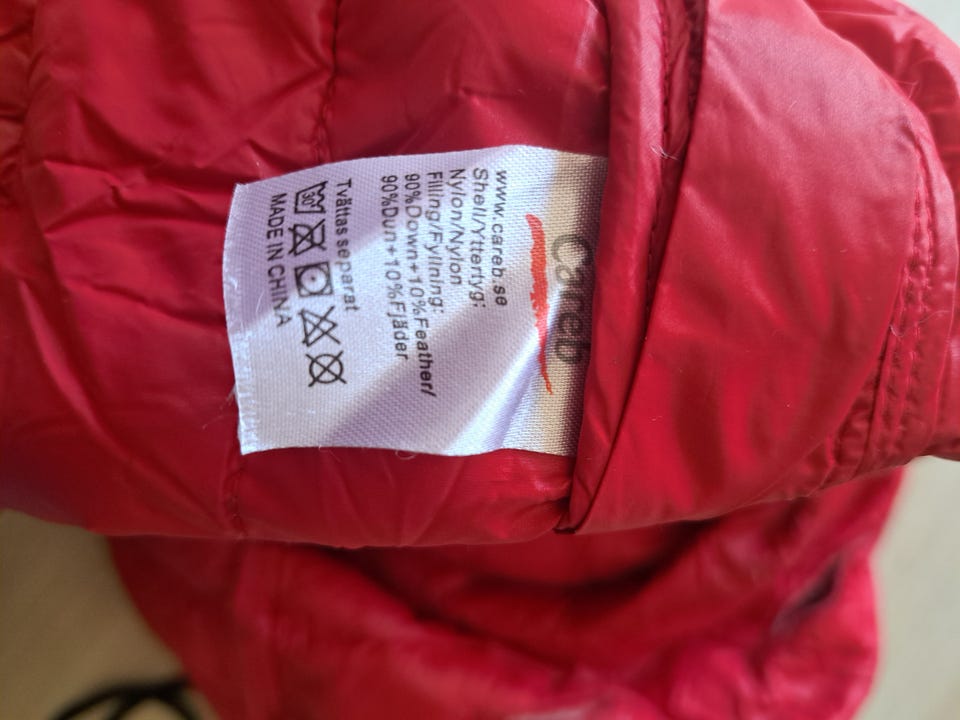 Careb
www.careb.se
Shell/Yttertyg:
Nylon/Nylon
Filling/Fyllning:
90%Down+10%Feather/
90%Dun+10%Fjäder
Tvättas separat
30°
MADE IN CHINA